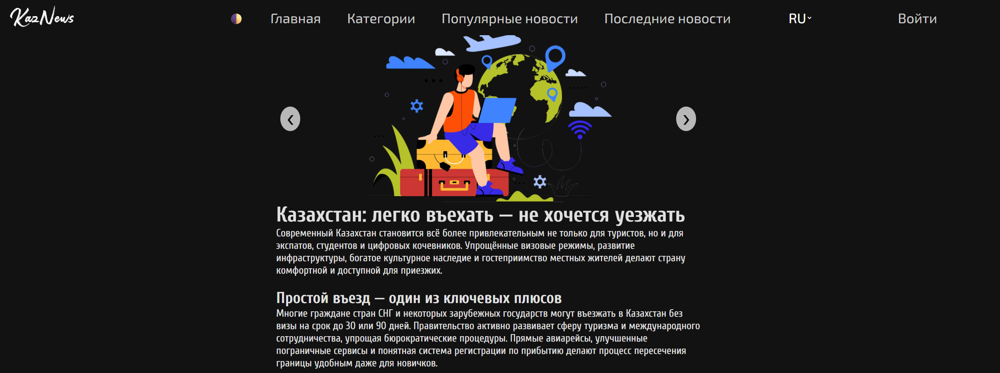 KazNews
Главная Категории Популярные новости Последние новости RU Войти
Казахстан: легко въехать — не хочется уезжать
Современный Казахстан становится всё более привлекательным не только для туристов, но и для
экспатов, студентов и цифровых кочевников. Упрощённые визовые режимы, развитие
инфраструктуры, богатое культурное наследие и гостеприимство местных жителей делают страну
комфортной и доступной для приезжих.
Простой въезд — один из ключевых плюсов
Многие граждане стран СНГ и некоторых зарубежных государств могут въезжать в Казахстан без
визы на срок до 30 или 90 дней. Правительство активно развивает сферу туризма и международного
сотрудничества, упрощая бюрократические процедуры. Прямые авиарейсы, улучшенные
пограничные сервисы и понятная система регистрации по прибытию делают процесс пересечения
границы удобным даже для новичков.